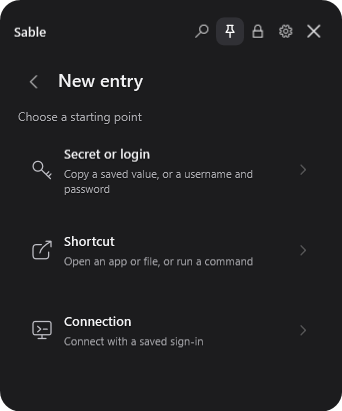 Sable
New entry
Choose a starting point
Secret or login
Copy a saved value, or a username and
password
Shortcut
Open an app or file, or run a command
Connection
Connect with a saved sign-in